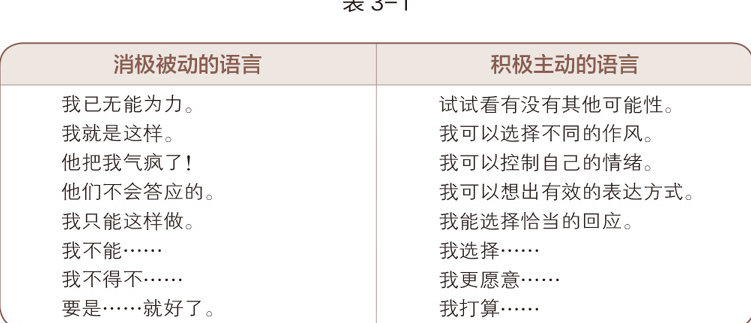 表 3-1
消极被动的语言 积极主动的语言
我已无能为力。 试试看有没有其他可能性。
我就是这样。 我可以选择不同的作风。
他把我气疯了! 我可以控制自己的情绪。
他们不会答应的。 我可以想出有效的表达方式。
我只能这样做。 我能选择恰当的回应。
我不能…… 我选择……
我不得不…… 我更愿意……
要是……就好了。 我打算……